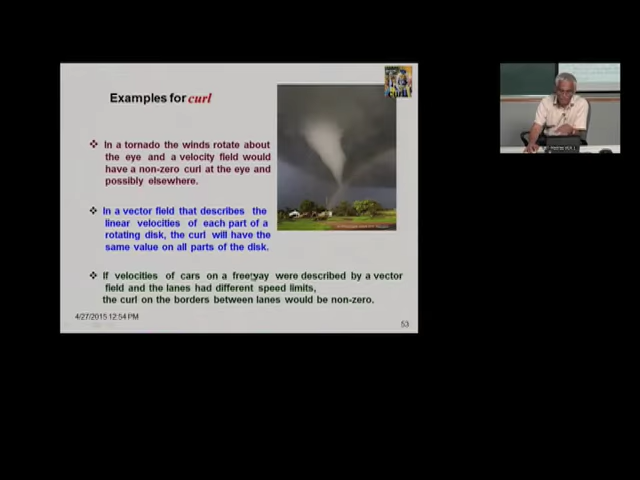 Examples for curl
❖ In a tornado the winds rotate about
the eye and a velocity field would
have a non-zero curl at the eye and
possibly elsewhere.
❖ In a vector field that describes the
linear velocities of each part of a
rotating disk, the curl will have the
same value on all parts of the disk.
❖ If velocities of cars on a freeway were described by a vector
field and the lanes had different speed limits,
the curl on the borders between lanes would be non-zero.
4/27/2015 12:54 PM
53